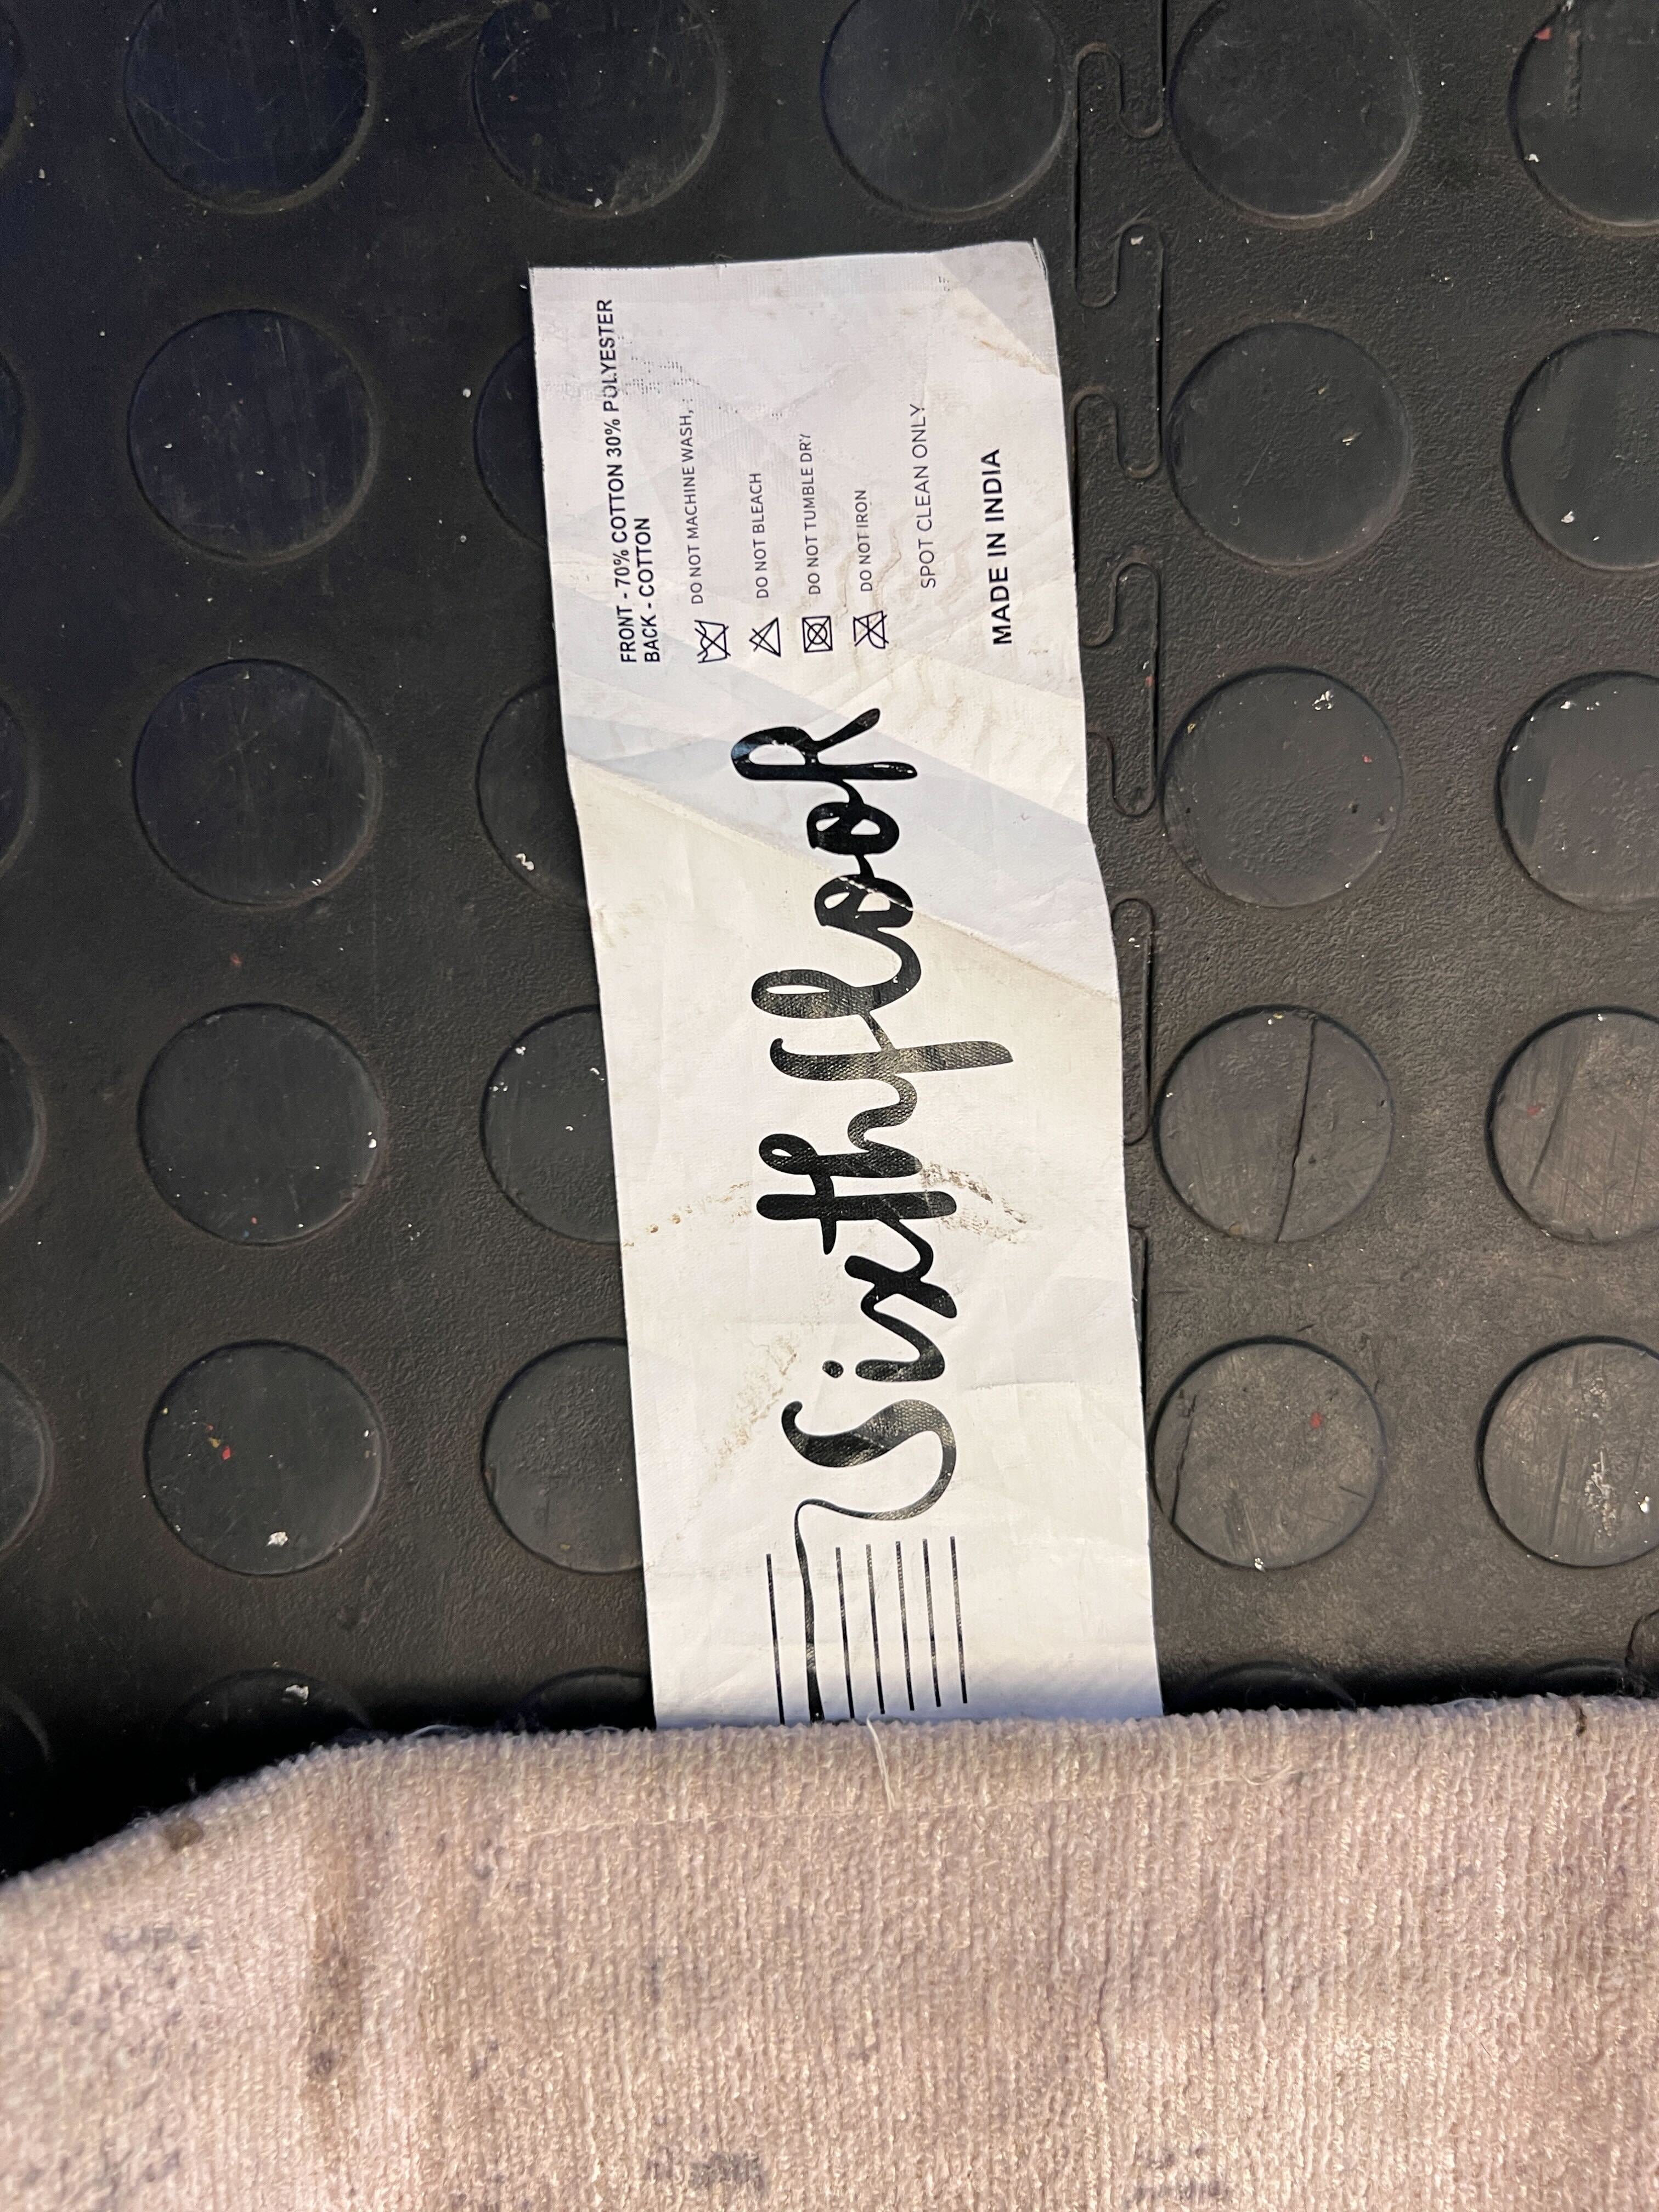 FRONT - 70% COTTON 30% POLYESTER
BACK - COTTON
DO NOT MACHINE WASH,
DO NOT BLEACH
DO NOT TUMBLE DRY
DO NOT IRON
SPOT CLEAN ONLY
MADE IN INDIA
Sixthfloor